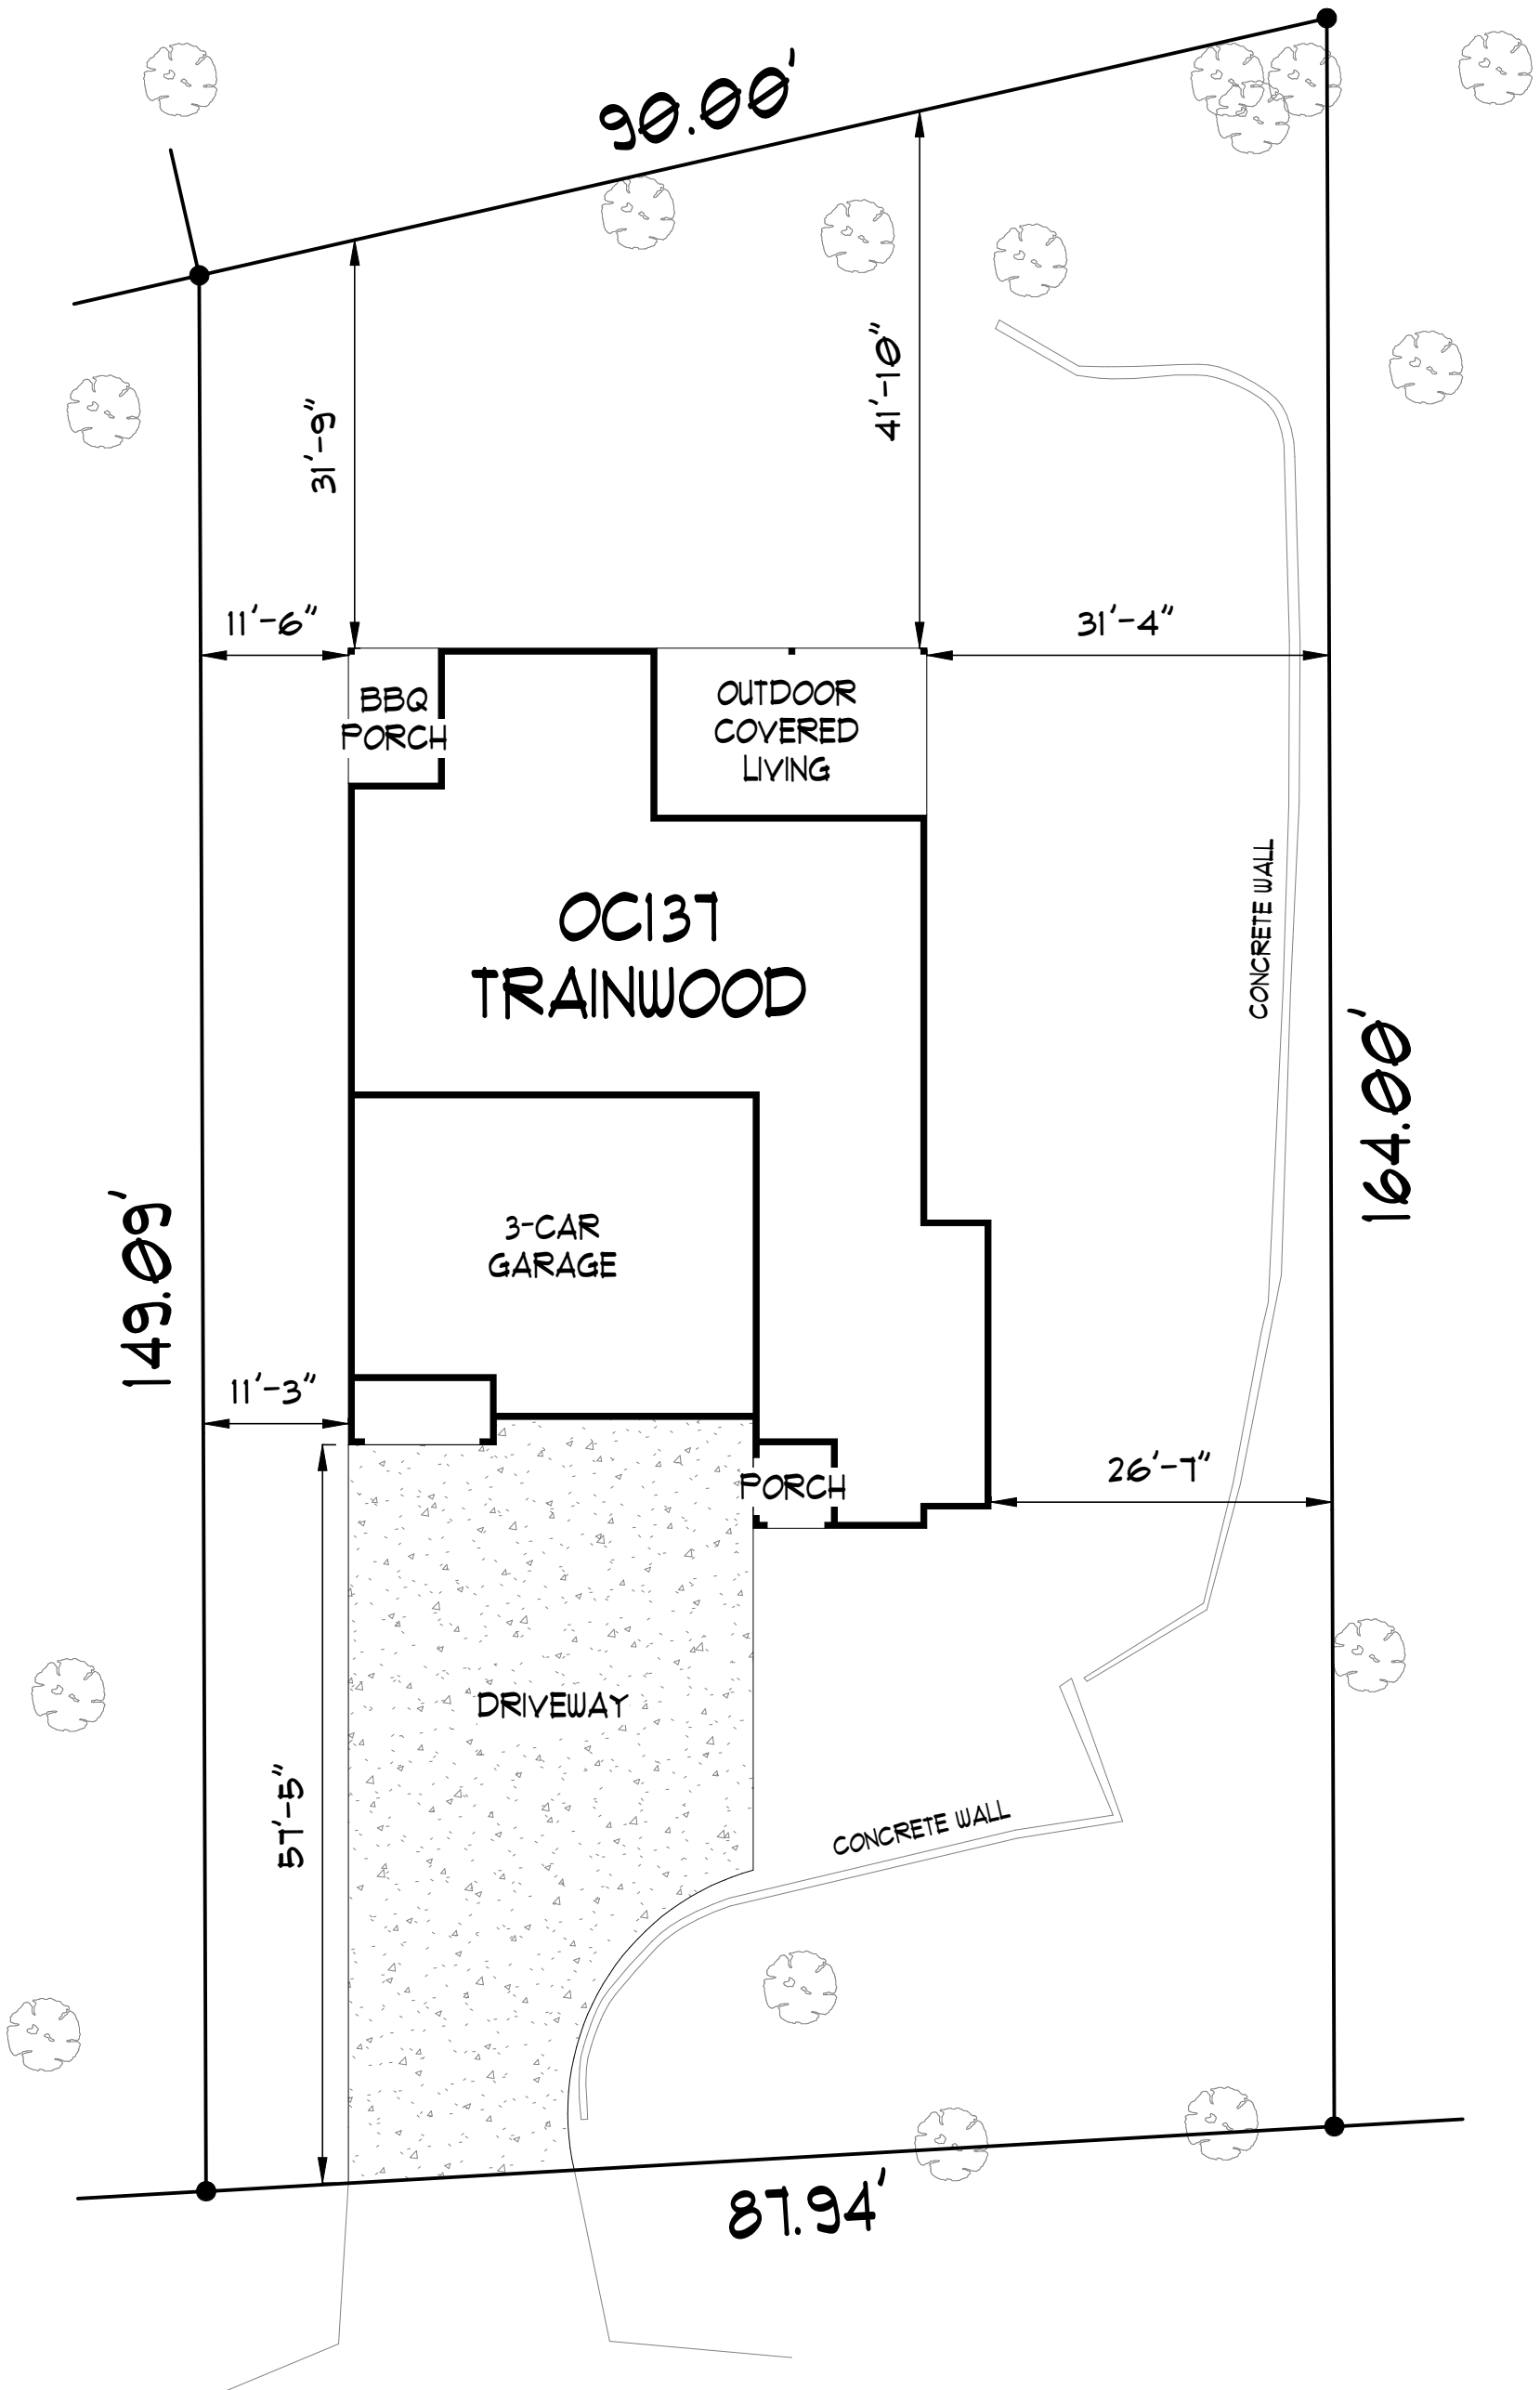 90.00'
41'-10"
31'-9"
11'-6"
31'-4"
BBQ
PORCH
OUTDOOR
COVERED
LIVING
OC137
TRAINWOOD
CONCRETE WALL
164.00'
149.09'
3-CAR
GARAGE
11'-3"
26'-7"
PORCH
DRIVEWAY
57'-5"
CONCRETE WALL
87.94'